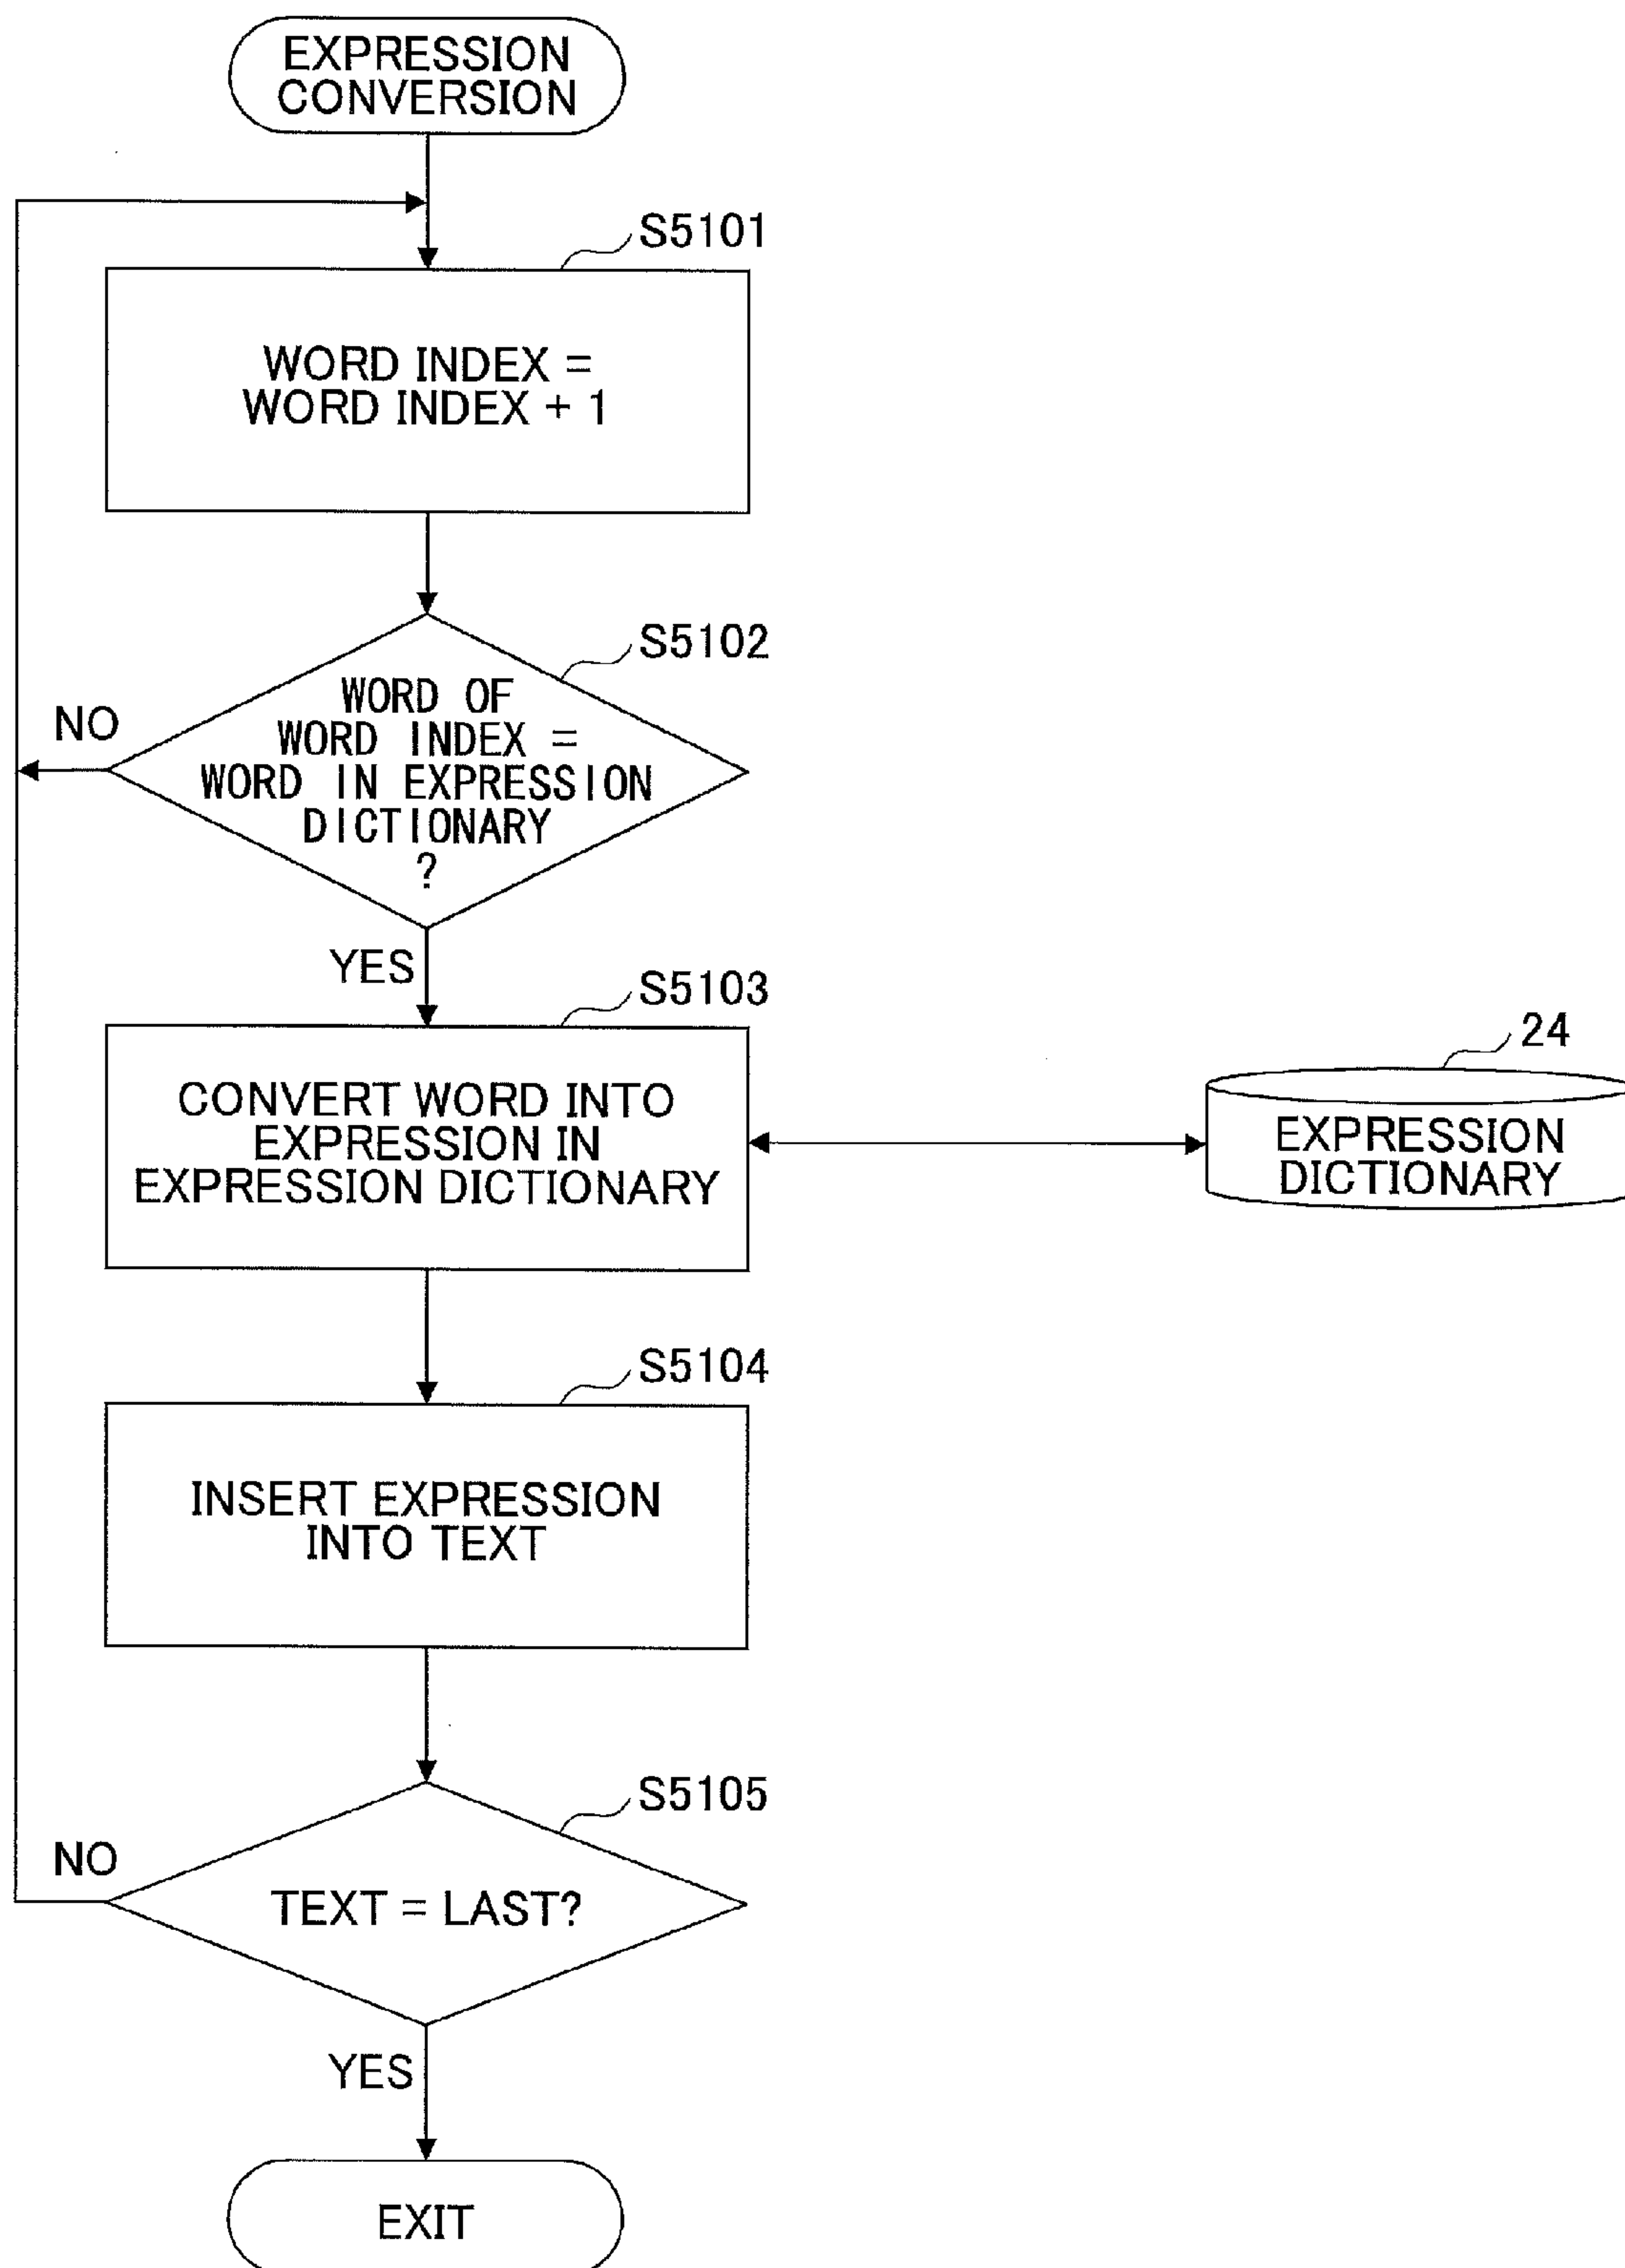 EXPRESSION
CONVERSION
S5101
WORD INDEX =
WORD INDEX + 1
S5102
WORD OF
WORD INDEX =
WORD IN EXPRESSION
DICTIONARY
?
NO
YES
S5103
CONVERT WORD INTO
EXPRESSION IN
EXPRESSION DICTIONARY
24
EXPRESSION
DICTIONARY
S5104
INSERT EXPRESSION
INTO TEXT
S5105
NO
TEXT = LAST?
YES
EXIT